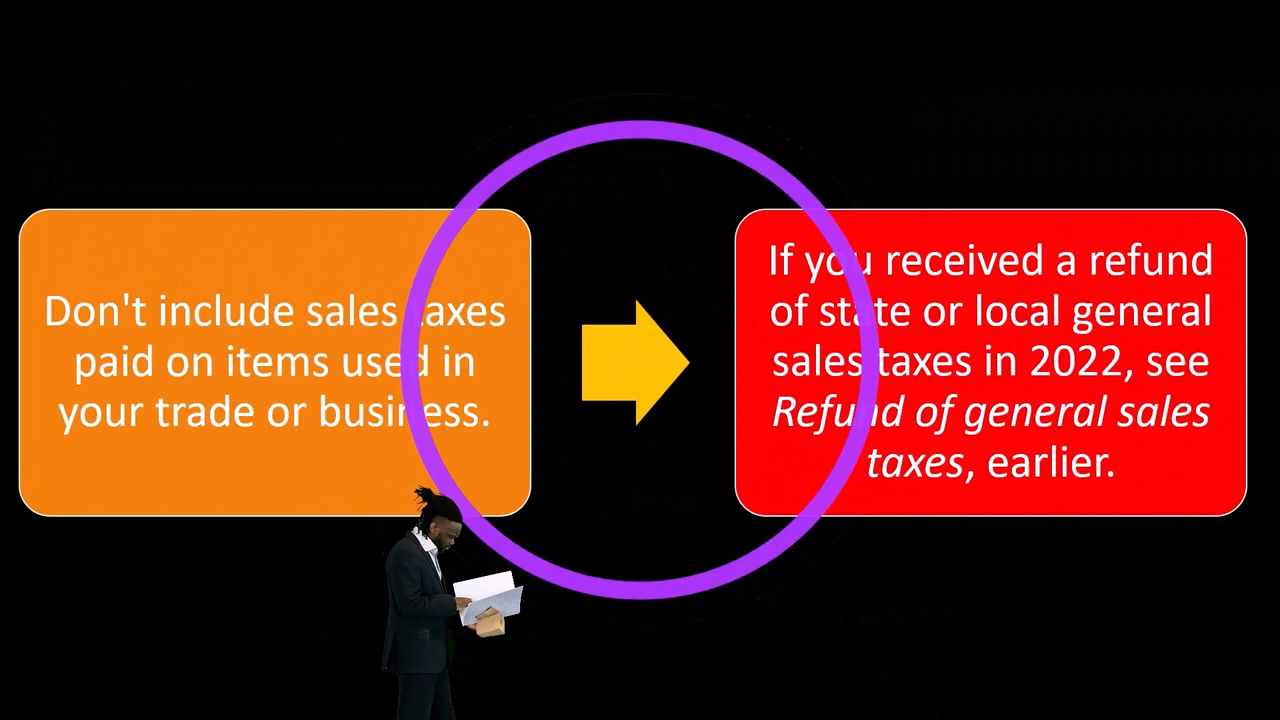 Don't include sales taxes
paid on items used in
your trade or business.
If you received a refund
of state or local general
sales taxes in 2022, see
Refund of general sales
taxes, earlier.